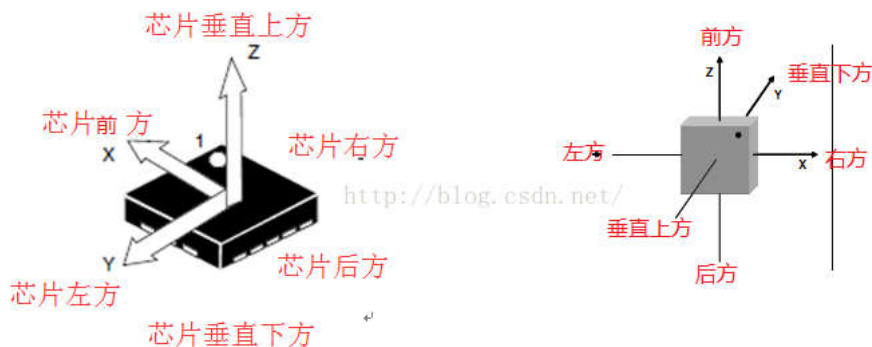 芯片垂直上方
Z
芯片前 方
X
1
芯片右方
Y
芯片左方
芯片后方
芯片垂直下方
http://blog.csdn.net/
前方
Z
垂直下方
Y
左方
X
右方
垂直上方
后方